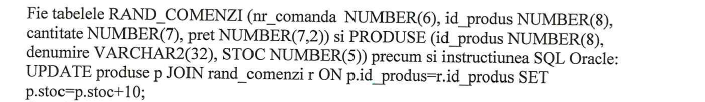 Fie tabelele RAND_COMENZI (nr_comanda NUMBER(6), id_produs NUMBER(8),
cantitate NUMBER(7), pret NUMBER(7,2)) si PRODUSE (id_produs NUMBER(8),
denumire VARCHAR2(32), STOC NUMBER(5)) precum si instructiunea SQL Oracle:
UPDATE produse p JOIN rand_comenzi r ON p.id_produs=r.id_produs SET
p.stoc=p.stoc+10;